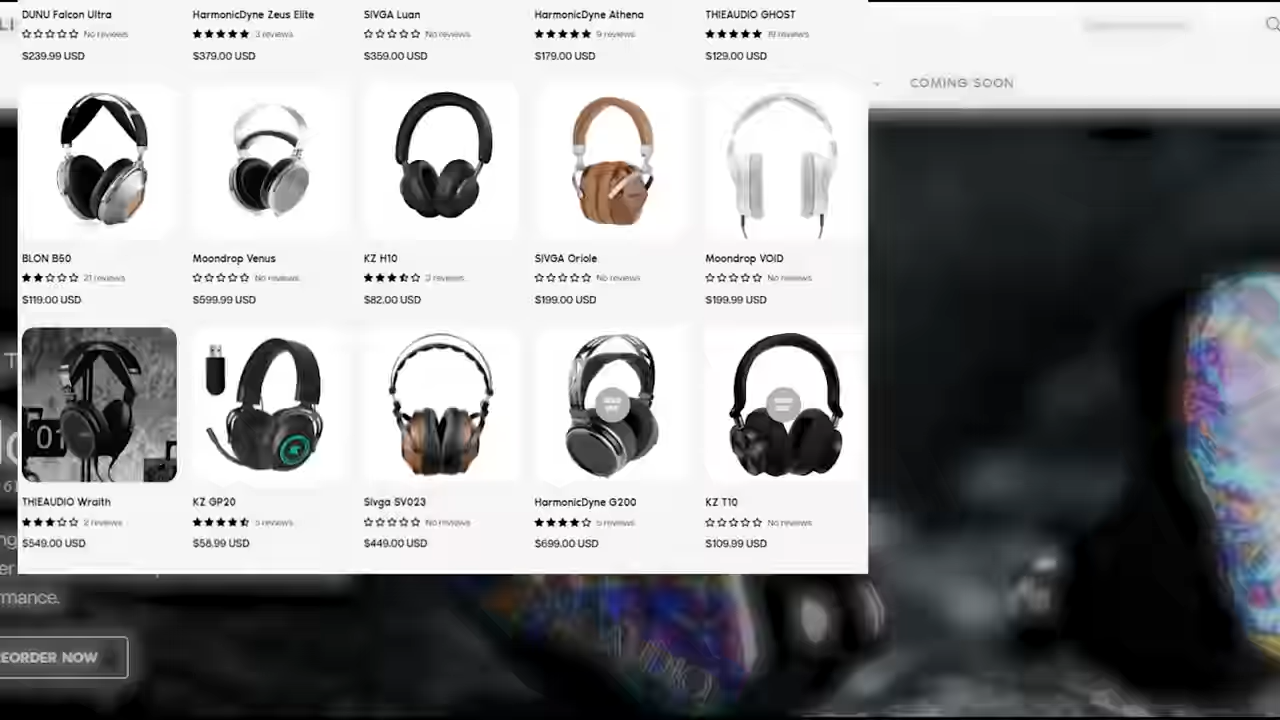 DUNU Falcon Ultra
HarmonicDyne Zeus Elite
SIVGA Luan
HarmonicDyne Athena
THIEAUDIO GHOST
No reviews
3 reviews
No reviews
9 reviews
19 reviews
$239.99 USD
$379.00 USD
$359.00 USD
$179.00 USD
$129.00 USD
COMING SOON
BLON B50
Moondrop Venus
KZ H10
SIVGA Oriole
Moondrop VOID
21 reviews
No reviews
No reviews
No reviews
$119.00 USD
$599.99 USD
$82.00 USD
$199.00 USD
$199.99 USD
THIEAUDIO Wraith
KZ GP20
Sivga SV023
HarmonicDyne G200
KZ T10
2 reviews
5 reviews
No reviews
5 reviews
No reviews
$549.00 USD
$58.99 USD
$449.00 USD
$699.00 USD
$109.99 USD
rmance.
REORDER NOW